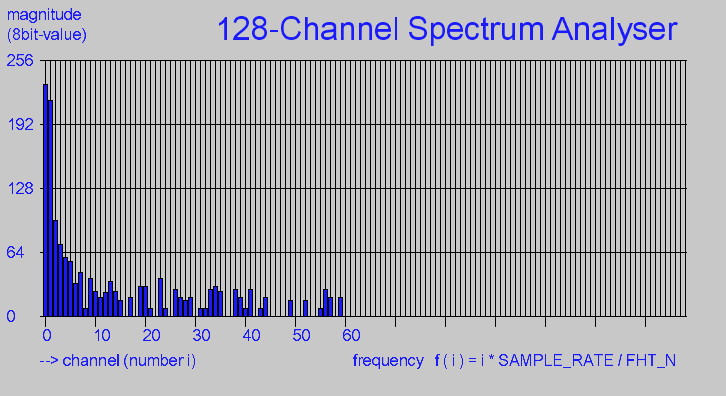 magnitude
(8bit-value)
128-Channel Spectrum Analyser
256
192
128
64
0
0 10 20 30 40 50 60
--> channel (number i)
frequency f ( i ) = i * SAMPLE_RATE / FHT_N